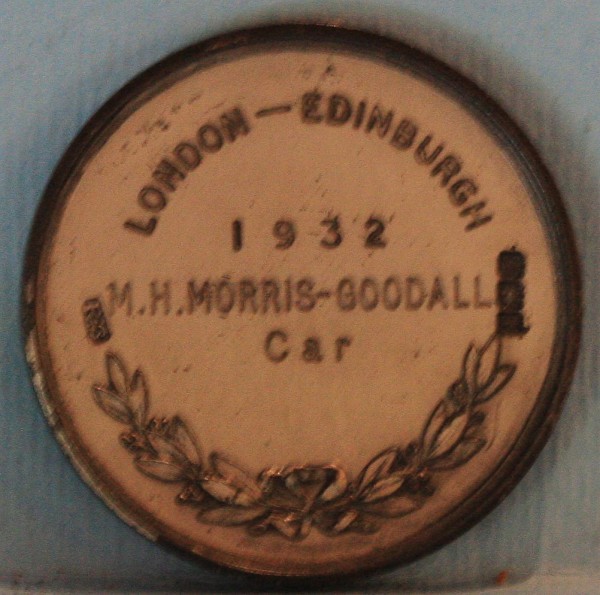 LONDON — EDINBURGH
1932
M.H.MORRIS-GOODALL
Car